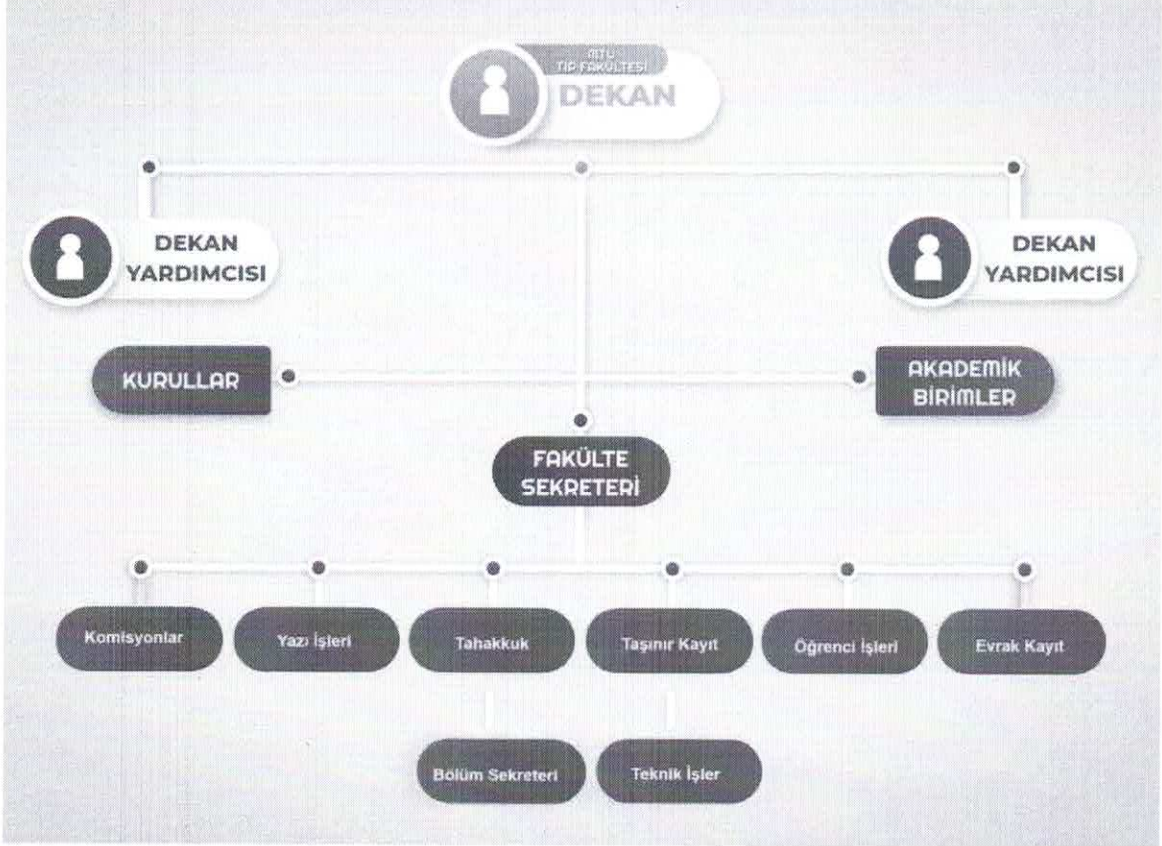 MTÜ
TIP FAKÜLTESİ
DEKAN
DEKAN
YARDIMCISI
DEKAN
YARDIMCISI
KURULLAR
AKADEMİK
BİRİMLER
FAKÜLTE
SEKRETERİ
Komisyonlar
Yazı İşleri
Tahakkuk
Taşınır Kayıt
Öğrenci İşleri
Evrak Kayıt
Bölüm Sekreteri
Teknik İşler